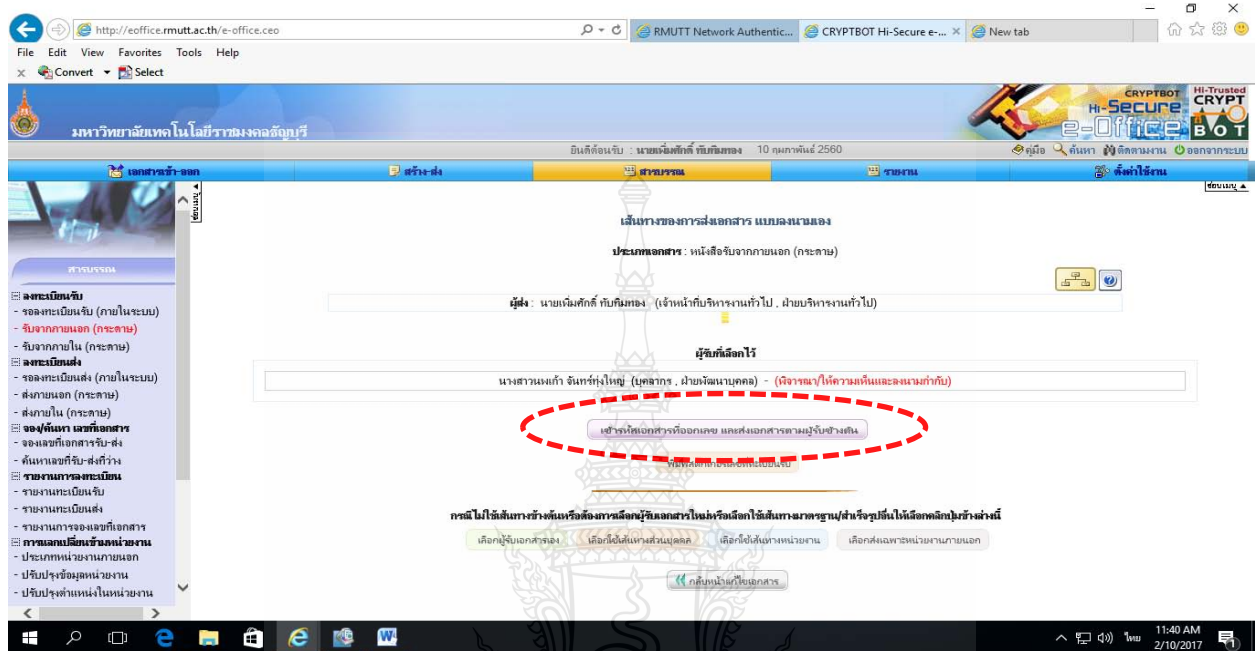 http://eoffice.rmutt.ac.th/e-office.ceo
RMUTT Network Authentic...
CRYPTBOT Hi-Secure e-...
New tab
File Edit View Favorites Tools Help
x Convert Select
มหาวิทยาลัยเทคโนโลยีราชมงคลธัญบุรี
CRYPTBOT
Hi-Secure
e-Office
Hi-Trusted
CRYPT
BOT
ยินดีต้อนรับ : นายเพิ่มศักดิ์ ทับทิมทอง 10 กุมภาพันธ์ 2560
คู่มือ ค้นหา ติดตามงาน ออกจากระบบ
เอกสารเข้า-ออก สร้าง-ส่ง สารบรรณ รายงาน ตั้งค่าใช้งาน
ซ่อนเมนู
สารบรรณ
ลงทะเบียนรับ
- รอลงทะเบียนรับ (ภายในระบบ)
- รับจากภายนอก (กระดาษ)
- รับจากภายใน (กระดาษ)
ลงทะเบียนส่ง
- รอลงทะเบียนส่ง (ภายในระบบ)
- ส่งภายนอก (กระดาษ)
- ส่งภายใน (กระดาษ)
จอง/ค้นหา เลขที่เอกสาร
- จองเลขที่เอกสารรับ-ส่ง
- ค้นหาเลขที่รับ-ส่งที่ว่าง
รายงานการลงทะเบียน
- รายงานทะเบียนรับ
- รายงานทะเบียนส่ง
- รายงานการจองเลขที่เอกสาร
การแลกเปลี่ยนข้ามหน่วยงาน
- ประเภทหน่วยงานภายนอก
- ปรับปรุงข้อมูลหน่วยงาน
- ปรับปรุงตำแหน่งในหน่วยงาน
เส้นทางของการส่งเอกสาร แบบลงนามเอง
ประเภทเอกสาร : หนังสือรับจากภายนอก (กระดาษ)
ผู้ส่ง : นายเพิ่มศักดิ์ ทับทิมทอง (เจ้าหน้าที่บริหารงานทั่วไป , ฝ่ายบริหารงานทั่วไป)
ผู้รับที่เลือกไว้
นางสาวนงเก้า จันทร์ทุ่งใหญ่ (บุคลากร , ฝ่ายพัฒนาบุคคล) - (พิจารณา/ให้ความเห็นและลงนามกำกับ)
เข้ารหัสเอกสารที่ออกเลข และส่งเอกสารตามผู้รับข้างต้น
กรณีไม่ใช้เส้นทางข้างต้นหรือต้องการเลือกผู้รับเอกสารใหม่หรือเลือกใช้เส้นทางมาตรฐาน/สำเร็จรูปอื่นให้เลือกคลิกปุ่มข้างล่างนี้
เลือกผู้รับเอกสารเอง เลือกใช้เส้นทางส่วนบุคคล เลือกใช้เส้นทางหน่วยงาน เลือกส่งเฉพาะหน่วยงานภายนอก
กลับหน้าแก้ไขเอกสาร
ไทย
11:40 AM
2/10/2017